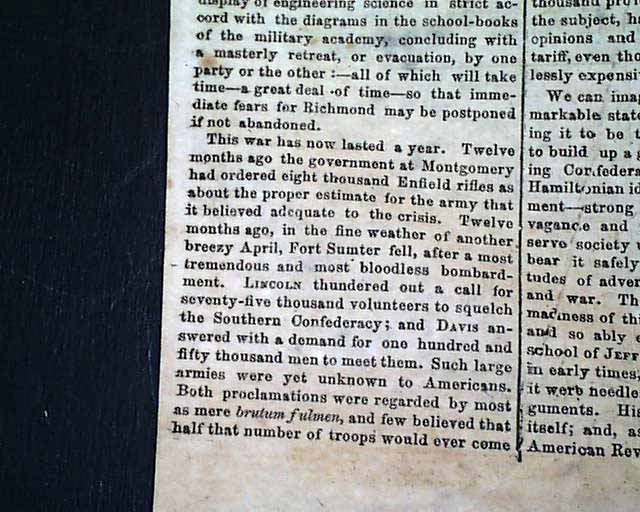 display of engineering science in strict ac-
cord with the diagrams in the school-books
of the military academy, concluding with
a masterly retreat, or evacuation, by one
party or the other :—all of which will take
time—a great deal of time—so that imme-
diate fears for Richmond may be postponed
if not abandoned.
This war has now lasted a year. Twelve
months ago the government at Montgomery
had ordered eight thousand Enfield rifles as
about the proper estimate for the army that
it believed adequate to the crisis. Twelve
months ago, in the fine weather of another
breezy April, Fort Sumter fell, after a most
tremendous and most bloodless bombard-
ment. LINCOLN thundered out a call for
seventy-five thousand volunteers to squelch
the Southern Confederacy; and DAVIS an-
swered with a demand for one hundred and
fifty thousand men to meet them. Such large
armies were yet unknown to Americans.
Both proclamations were regarded by most
as mere brutum fulmen, and few believed that
half that number of troops would ever come
thousand
the subject, h
opinions and
tariff, even tho
lessly expensi
We can ima
markable stat
ing it to be t
to build up a s
ing Confedera
Hamiltonian id
ment—strong
vagance and
serve society
bear it safely
tudes of adver
and war. Th
madness of th
and so ably
school of JEFF
in early times,
it were needle
guments. His
itself; and, as
American Rev